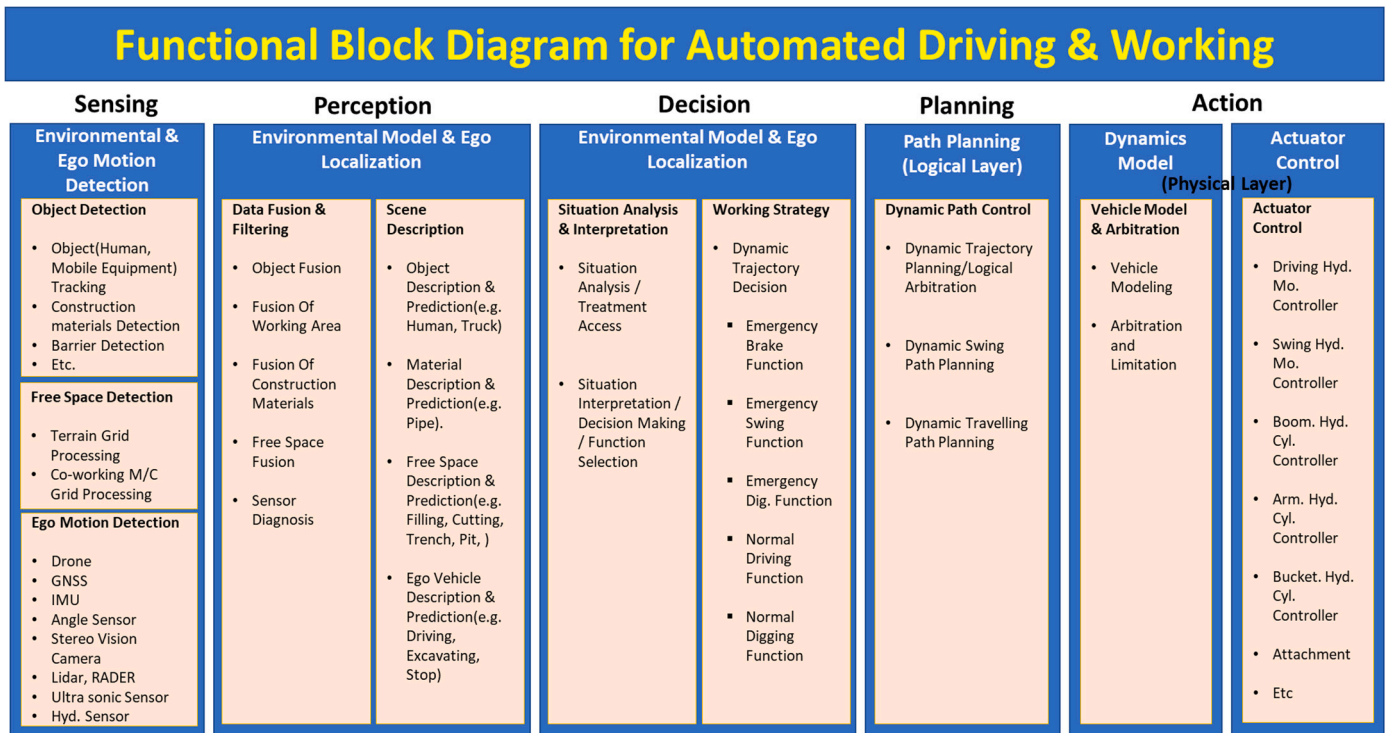 Functional Block Diagram for Automated Driving & Working
Sensing
Environmental &
Ego Motion
Detection
Object Detection
• Object(Human,
Mobile Equipment)
Tracking
• Construction
materials Detection
• Barrier Detection
• Etc.
Free Space Detection
• Terrain Grid
Processing
• Co-working M/C
Grid Processing
Ego Motion Detection
• Drone
• GNSS
• IMU
• Angle Sensor
• Stereo Vision
Camera
• Lidar, RADER
• Ultra sonic Sensor
• Hyd. Sensor
Perception
Environmental Model & Ego
Localization
Data Fusion &
Filtering
• Object Fusion
• Fusion Of
Working Area
• Fusion Of
Construction
Materials
• Free Space
Fusion
• Sensor
Diagnosis
Scene
Description
• Object
Description &
Prediction(e.g.
Human, Truck)
• Material
Description &
Prediction(e.g.
Pipe).
• Free Space
Description &
Prediction(e.g.
Filling, Cutting,
Trench, Pit, )
• Ego Vehicle
Description &
Prediction(e.g.
Driving,
Excavating,
Stop)
Decision
Environmental Model & Ego
Localization
Situation Analysis
& Interpretation
• Situation
Analysis /
Treatment
Access
• Situation
Interpretation /
Decision Making
/ Function
Selection
Working Strategy
• Dynamic
Trajectory
Decision
▪ Emergency
Brake
Function
▪ Emergency
Swing
Function
▪ Emergency
Dig. Function
▪ Normal
Driving
Function
▪ Normal
Digging
Function
Planning
Path Planning
(Logical Layer)
Dynamic Path Control
• Dynamic Trajectory
Planning/Logical
Arbitration
• Dynamic Swing
Path Planning
• Dynamic Travelling
Path Planning
Action
Dynamics
Model
Actuator
Control
(Physical Layer)
Vehicle Model
& Arbitration
• Vehicle
Modeling
• Arbitration
and
Limitation
Actuator
Control
• Driving Hyd.
Mo.
Controller
• Swing Hyd.
Mo.
Controller
• Boom. Hyd.
Cyl.
Controller
• Arm. Hyd.
Cyl.
Controller
• Bucket. Hyd.
Cyl.
Controller
• Attachment
• Etc